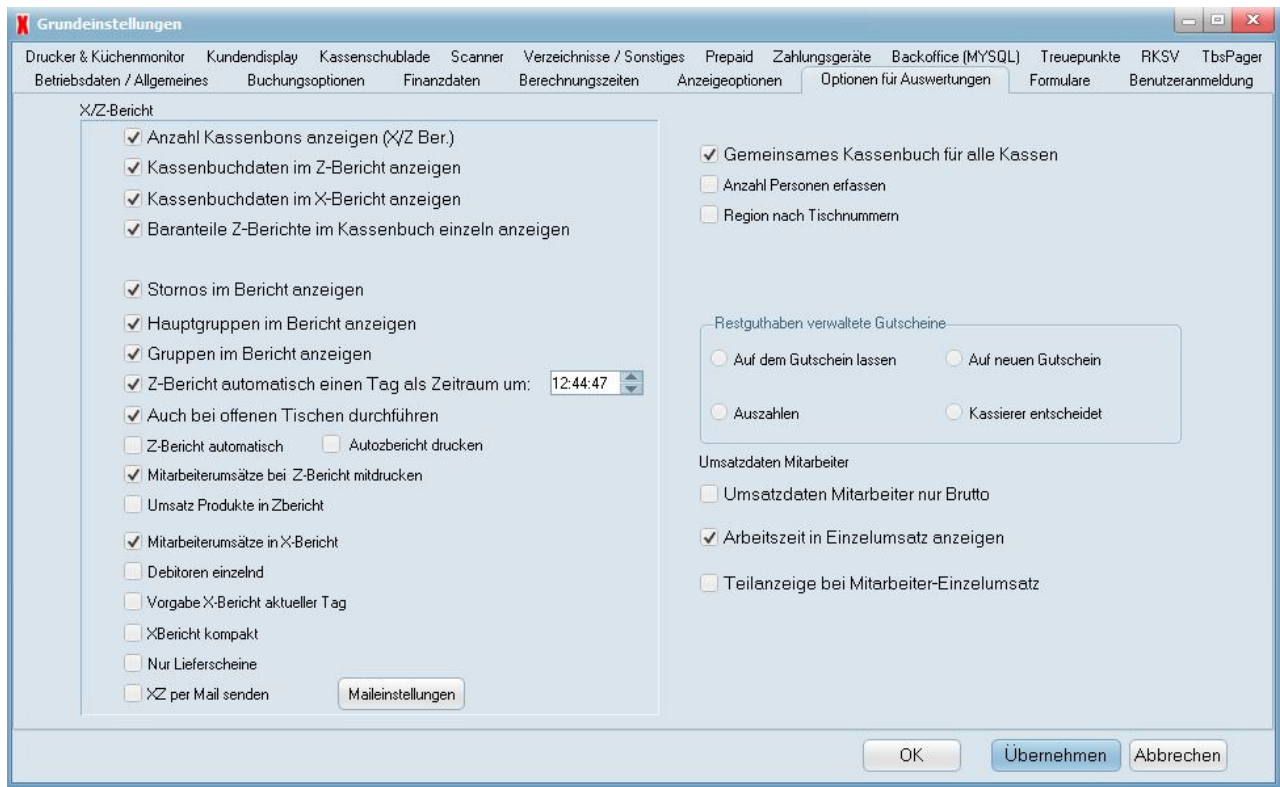 Grundeinstellungen
Drucker & Küchenmonitor Kundendisplay Kassenschublade Scanner Verzeichnisse / Sonstiges Prepaid Zahlungsgeräte Backoffice (MYSQL) Treuepunkte RKSV TbsPager
Betriebsdaten / Allgemeines Buchungsoptionen Finanzdaten Berechnungszeiten Anzeigeoptionen Optionen für Auswertungen Formulare Benutzeranmeldung
X/Z-Bericht
Anzahl Kassenbons anzeigen (X/Z Ber.)
Kassenbuchdaten im Z-Bericht anzeigen
Kassenbuchdaten im X-Bericht anzeigen
Baranteile Z-Berichte im Kassenbuch einzeln anzeigen
Stornos im Bericht anzeigen
Hauptgruppen im Bericht anzeigen
Gruppen im Bericht anzeigen
Z-Bericht automatisch einen Tag als Zeitraum um: 12:44:47
Auch bei offenen Tischen durchführen
Z-Bericht automatisch Autozbericht drucken
Mitarbeiterumsätze bei Z-Bericht mitdrucken
Umsatz Produkte in Zbericht
Mitarbeiterumsätze in X-Bericht
Debitoren einzelnd
Vorgabe X-Bericht aktueller Tag
XBericht kompakt
Nur Lieferscheine
XZ per Mail senden Maileinstellungen
Gemeinsames Kassenbuch für alle Kassen
Anzahl Personen erfassen
Region nach Tischnummern
Restguthaben verwaltete Gutscheine
Auf dem Gutschein lassen Auf neuen Gutschein
Auszahlen Kassierer entscheidet
Umsatzdaten Mitarbeiter
Umsatzdaten Mitarbeiter nur Brutto
Arbeitszeit in Einzelumsatz anzeigen
Teilanzeige bei Mitarbeiter-Einzelumsatz
OK Übernehmen Abbrechen